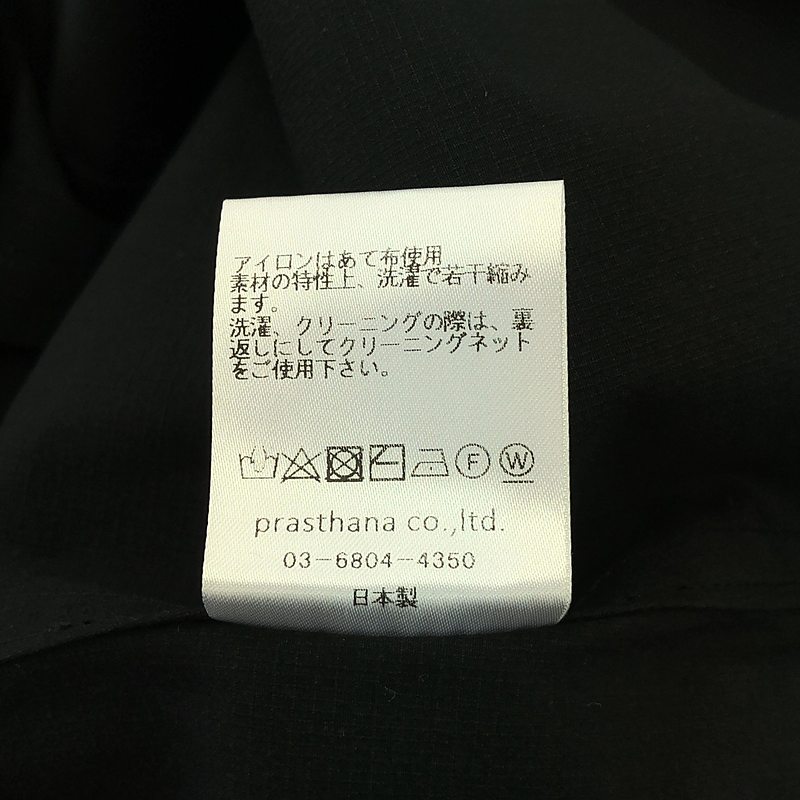 アイロンはあて布使用
素材の特性上、洗濯で若干縮み
ます。
洗濯、クリーニングの際は、裏
返しにしてクリーニングネット
をご使用下さい。
F W
prasthana co.,ltd.
03-6804-4350
日本製